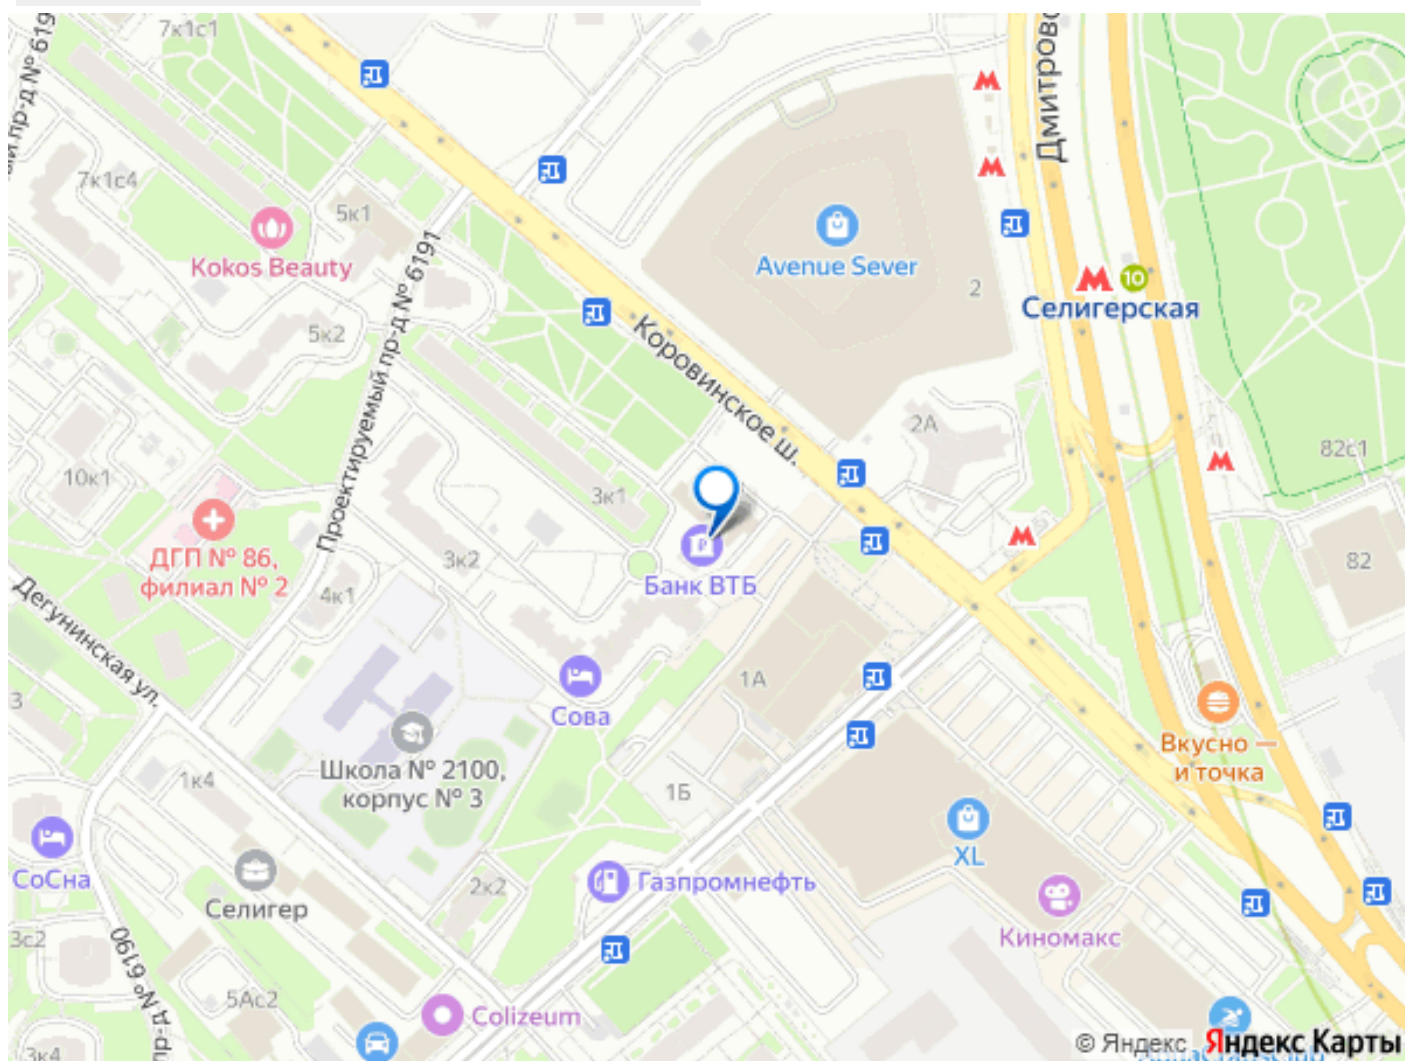 7к1с1
Дмитровс
ый пр-д № 619
7к1с4
5к1
Kokos Beauty
Проектируемый пр-д № 6191
Avenue Sever
10
2
Селигерская
5к2
Коровинское ш.
2А
82с1
10к1
3к1
ДГП № 86,
филиал № 2
3к2
4к1
Банк ВТБ
82
Дегунинская ул.
3
Сова
1А
Вкусно —
и точка
Школа № 2100,
корпус № 3
1к4
1Б
XL
СоСна
Селигер
2к2
Газпромнефть
Киномакс
3с2
пр-д № 6190
5Ас2
Colizeum
3к4
© Яндекс Яндекс Карты